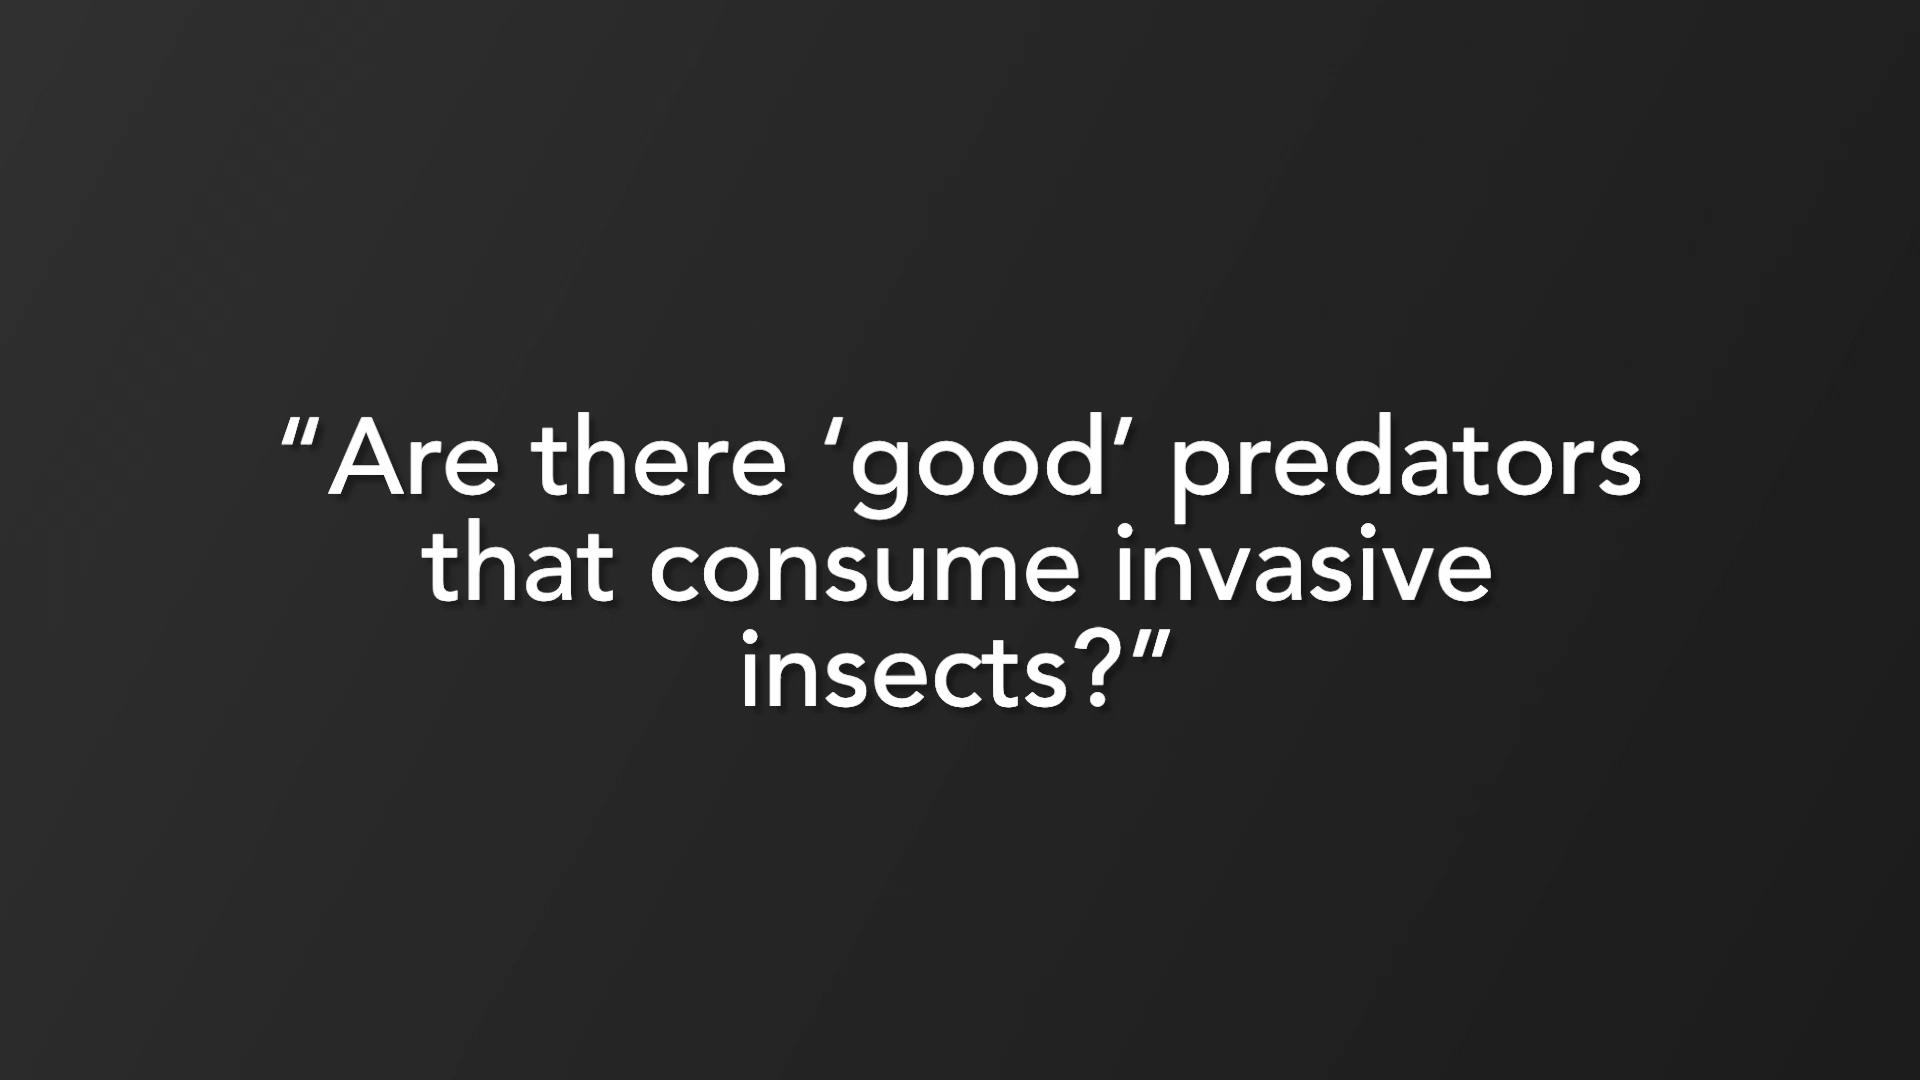 “Are there ‘good’ predators
that consume invasive
insects?”